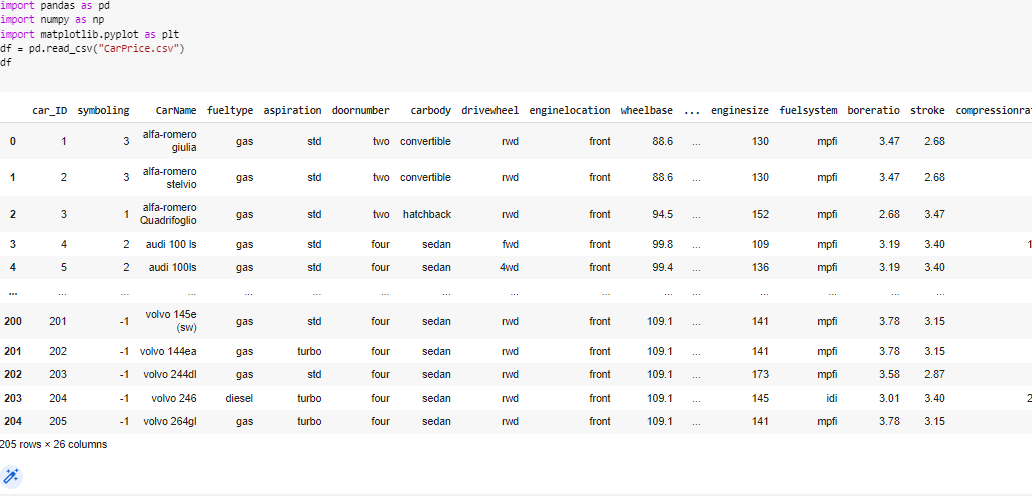 import pandas as pd
import numpy as np
import matplotlib.pyplot as plt
df = pd.read_csv("CarPrice.csv")
df
car_ID symboling CarName fueltype aspiration doornumber carbody drivewheel enginelocation wheelbase ... enginesize fuelsystem boreratio stroke compressionra
0 1 3 alfa-romero giulia gas std two convertible rwd front 88.6 ... 130 mpfi 3.47 2.68
1 2 3 alfa-romero stelvio gas std two convertible rwd front 88.6 ... 130 mpfi 3.47 2.68
2 3 1 alfa-romero Quadrifoglio gas std two hatchback rwd front 94.5 ... 152 mpfi 2.68 3.47
3 4 2 audi 100 ls gas std four sedan fwd front 99.8 ... 109 mpfi 3.19 3.40 1
4 5 2 audi 100ls gas std four sedan 4wd front 99.4 ... 136 mpfi 3.19 3.40
... ... ... ... ... ... ... ... ... ... ... ... ... ... ... ...
200 201 -1 volvo 145e (sw) gas std four sedan rwd front 109.1 ... 141 mpfi 3.78 3.15
201 202 -1 volvo 144ea gas turbo four sedan rwd front 109.1 ... 141 mpfi 3.78 3.15
202 203 -1 volvo 244dl gas std four sedan rwd front 109.1 ... 173 mpfi 3.58 2.87
203 204 -1 volvo 246 diesel turbo four sedan rwd front 109.1 ... 145 idi 3.01 3.40 2
204 205 -1 volvo 264gl gas turbo four sedan rwd front 109.1 ... 141 mpfi 3.78 3.15
205 rows × 26 columns